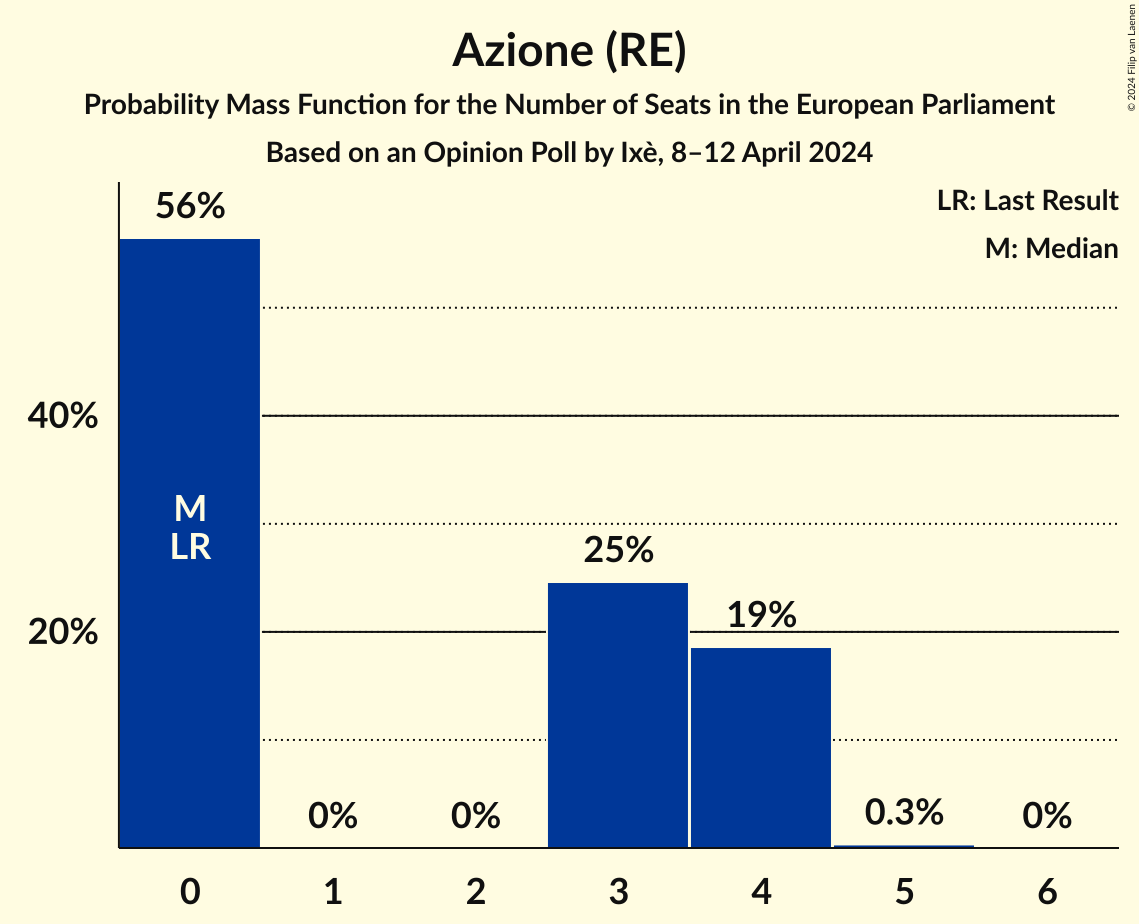 Azione (RE)
Probability Mass Function for the Number of Seats in the European Parliament
Based on an Opinion Poll by Ixè, 8–12 April 2024
© 2024 Filip van Laenen
LR: Last Result
M: Median
56%
40%
M
LR
25%
19%
20%
0%
0%
0.3%
0%
0
1
2
3
4
5
6